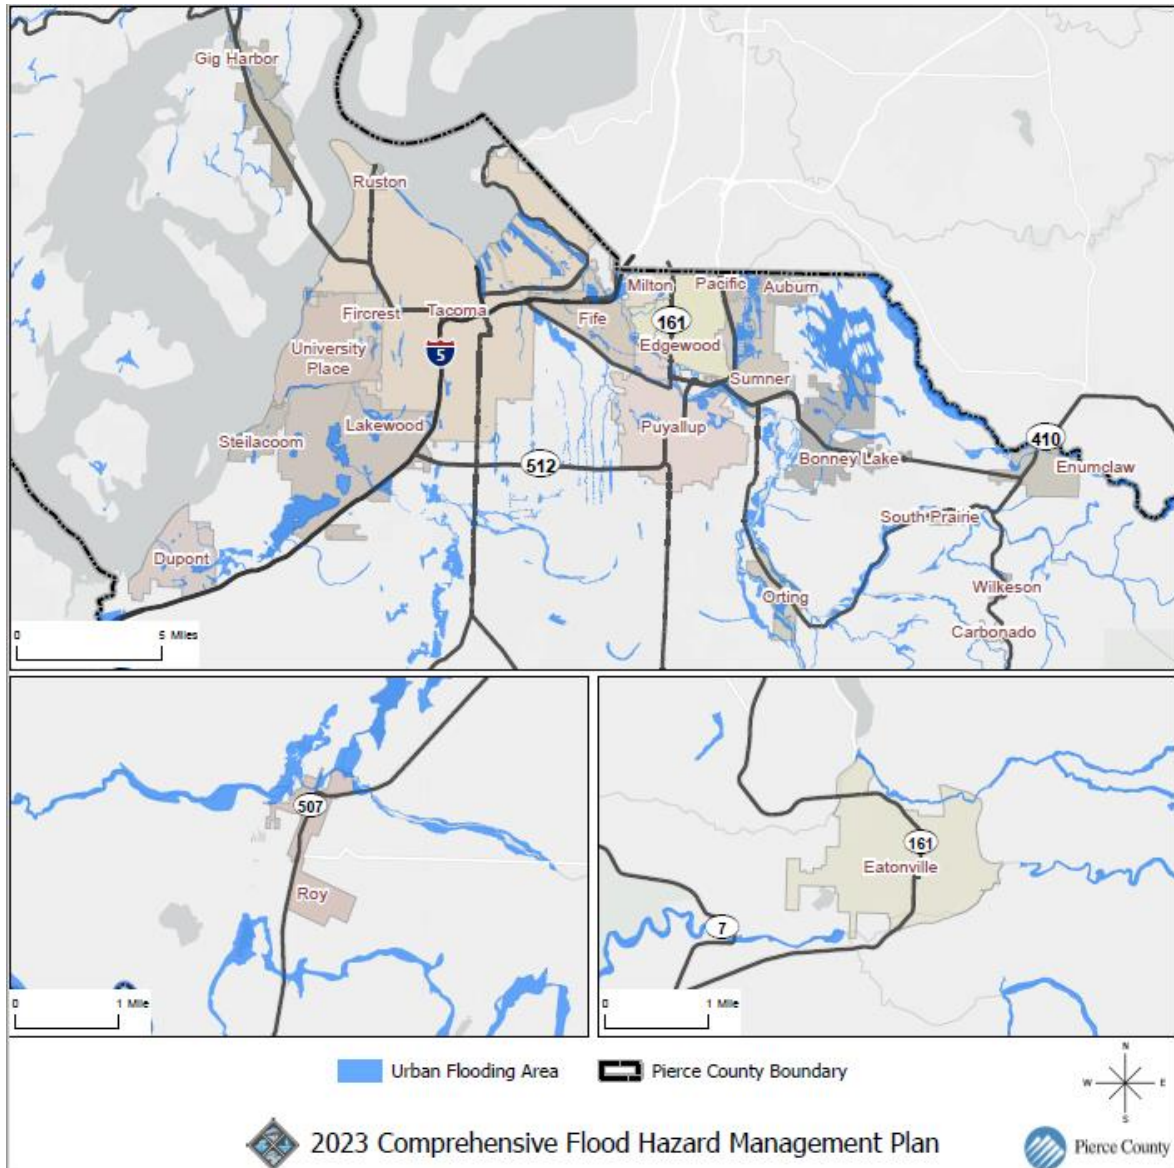 Gig Harbor
Ruston
Milton
Pacific
Auburn
Fircrest
Tacoma
Fife
161
Edgewood
University
Place
5
Sumner
Steilacoom
Lakewood
Puyallup
512
Bonney Lake
410
Enumclaw
South Prairie
Dupont
Orting
Wilkeson
Carbonado
0 5 Miles
507
Roy
0 1 Mile
161
Eatonville
7
0 1 Mile
Urban Flooding Area
Pierce County Boundary
N
W E
S
2023 Comprehensive Flood Hazard Management Plan
Pierce County